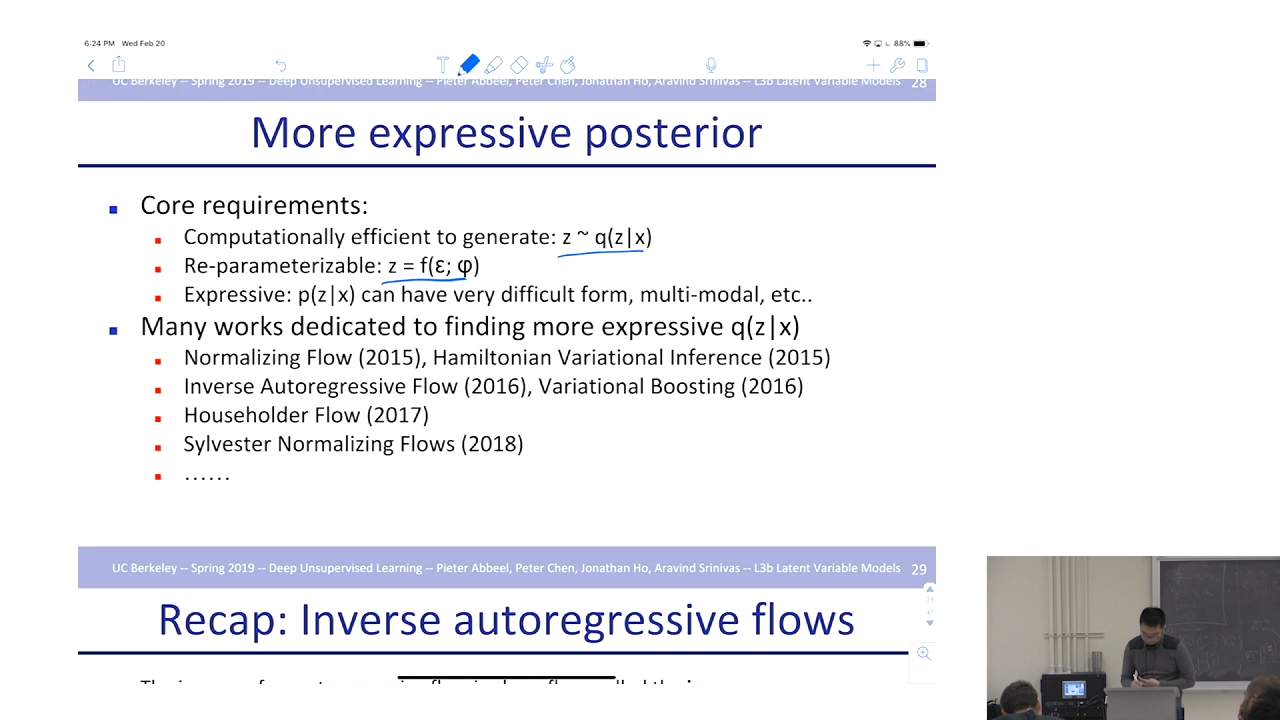 6:24 PM Wed Feb 20
88%
UC Berkeley -- Spring 2019 -- Deep Unsupervised Learning -- Pieter Abbeel, Peter Chen, Jonathan Ho, Aravind Srinivas -- L3b Latent Variable Models 28
More expressive posterior
Core requirements:
Computationally efficient to generate: z ~ q(z|x)
Re-parameterizable: z = f(ε; φ)
Expressive: p(z|x) can have very difficult form, multi-modal, etc..
Many works dedicated to finding more expressive q(z|x)
Normalizing Flow (2015), Hamiltonian Variational Inference (2015)
Inverse Autoregressive Flow (2016), Variational Boosting (2016)
Householder Flow (2017)
Sylvester Normalizing Flows (2018)
......
UC Berkeley -- Spring 2019 -- Deep Unsupervised Learning -- Pieter Abbeel, Peter Chen, Jonathan Ho, Aravind Srinivas -- L3b Latent Variable Models 29
Recap: Inverse autoregressive flows